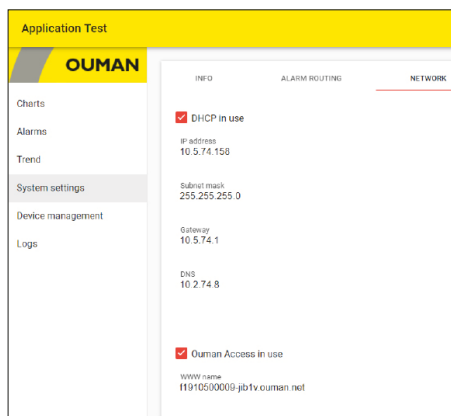 Application Test
OUMAN
INFO
ALARM ROUTING
NETWORK
Charts
Alarms
Trend
System settings
Device management
Logs
DHCP in use
IP address
10.5.74.158
Subnet mask
255.255.255.0
Gateway
10.5.74.1
DNS
10.2.74.8
Ouman Access in use
WWW name
f1910500009-jib1v.ouman.net